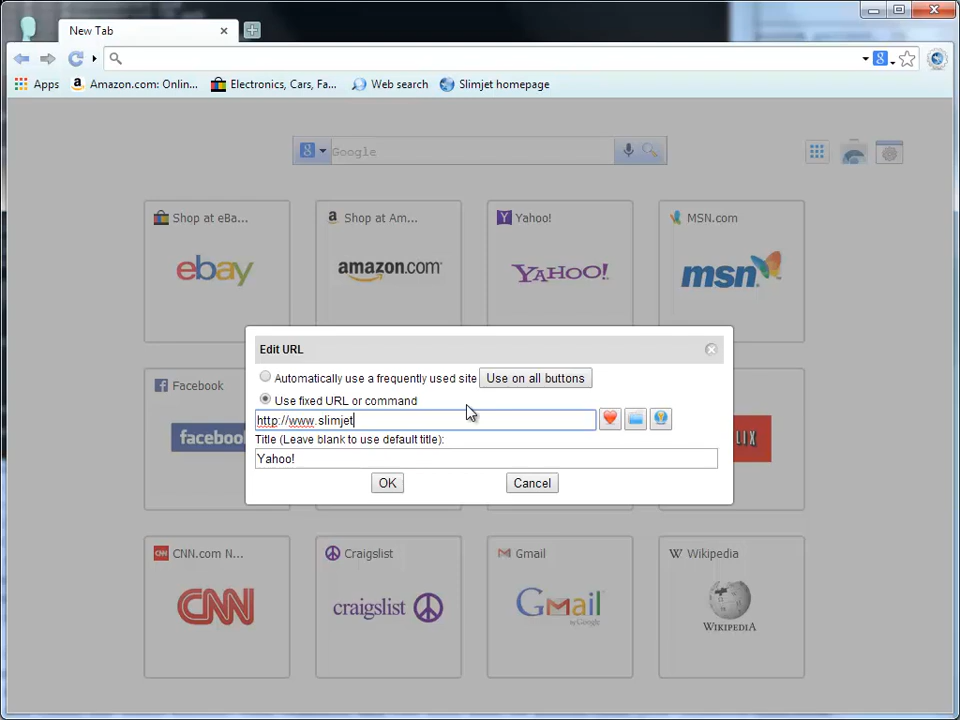 New Tab
Apps Amazon.com: Onlin... Electronics, Cars, Fa... Web search Slimjet homepage
Google
Shop at eBa... Shop at Am... Yahoo! MSN.com
ebay amazon.com YAHOO! msn
Edit URL
Automatically use a frequently used site Use on all buttons
Use fixed URL or command
http://www.slimjet
Title (Leave blank to use default title):
Yahoo!
OK Cancel
Facebook
facebook LIX
CNN.com N... Craigslist Gmail Wikipedia
CNN craigslist Gmail
by Google
WIKIPEDIA